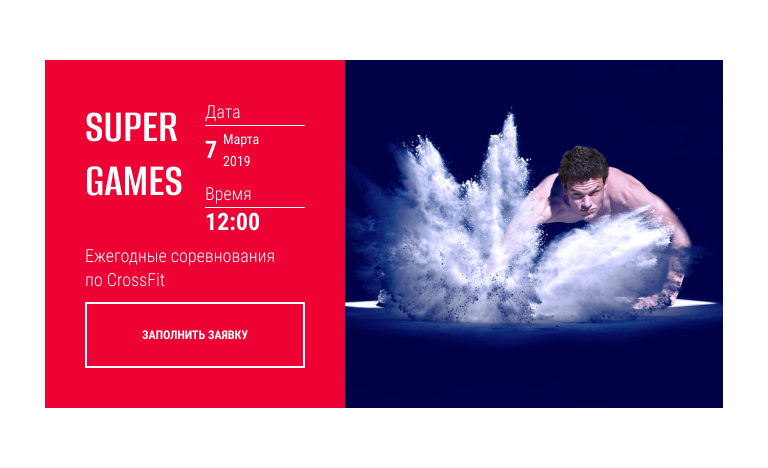 SUPER
GAMES
Дата
7 Марта
2019
Время
12:00
Ежегодные соревнования
по CrossFit
ЗАПОЛНИТЬ ЗАЯВКУ